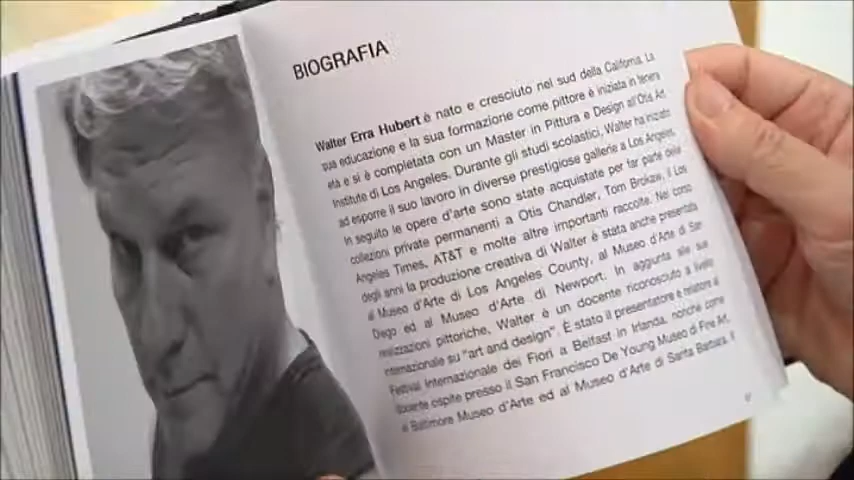 BIOGRAFIA
Walter Erra Hubert è nato e cresciuto nel sud della California. La
sua educazione e la sua formazione come pittore è iniziata in tenera
età e si è completata con un Master in Pittura e Design all'Otis Art
Institute di Los Angeles. Durante gli studi scolastici, Walter ha iniziato
ad esporre il suo lavoro in diverse prestigiose gallerie a Los Angeles.
In seguito le opere d'arte sono state acquistate per far parte delle
collezioni private permanenti a Otis Chandler, Tom Brokaw, il Los
Angeles Times, AT&T e molte altre importanti raccolte. Nel corso
degli anni la produzione creativa di Walter è stata anche presentata
al Museo d'Arte di Los Angeles County, al Museo d'Arte di San
Diego ed al Museo d'Arte di Newport. In aggiunta alle sue
realizzazioni pittoriche, Walter è un docente riconosciuto a livello
internazionale su "art and design". È stato il presentatore e relatore al
Festival Internazionale dei Fiori a Belfast in Irlanda, nonché come
docente ospite presso il San Francisco De Young Museo di Fine Art,
il Baltimore Museo d'Arte ed al Museo d'Arte di Santa Barbara. Il